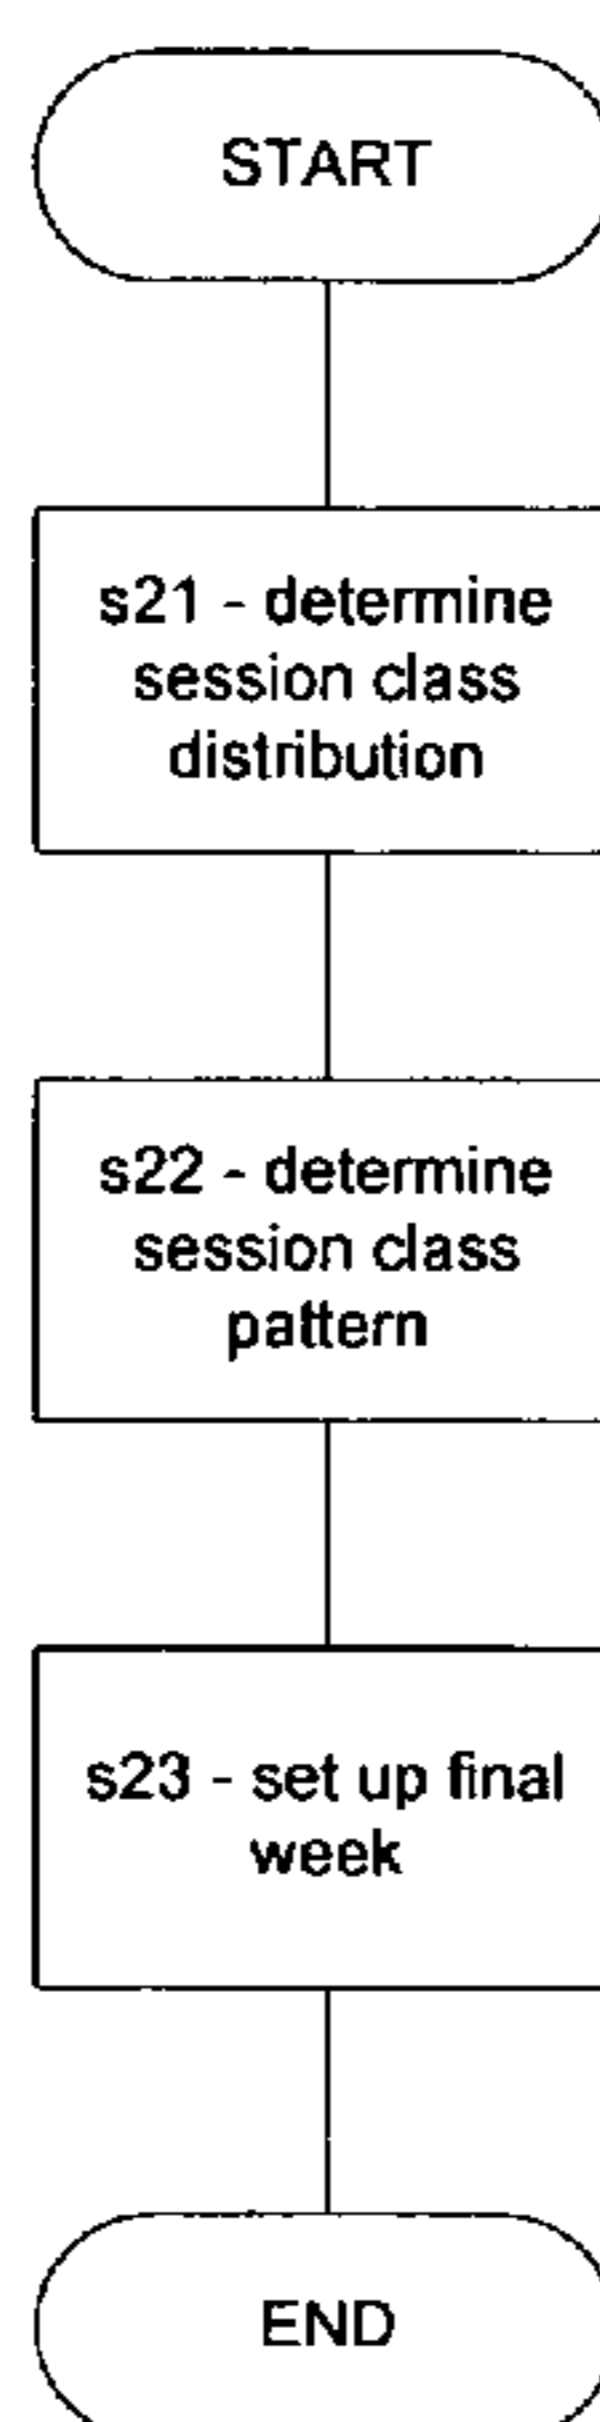 START
s21 - determine
session class
distribution
s22 - determine
session class
pattern
s23 - set up final
week
END